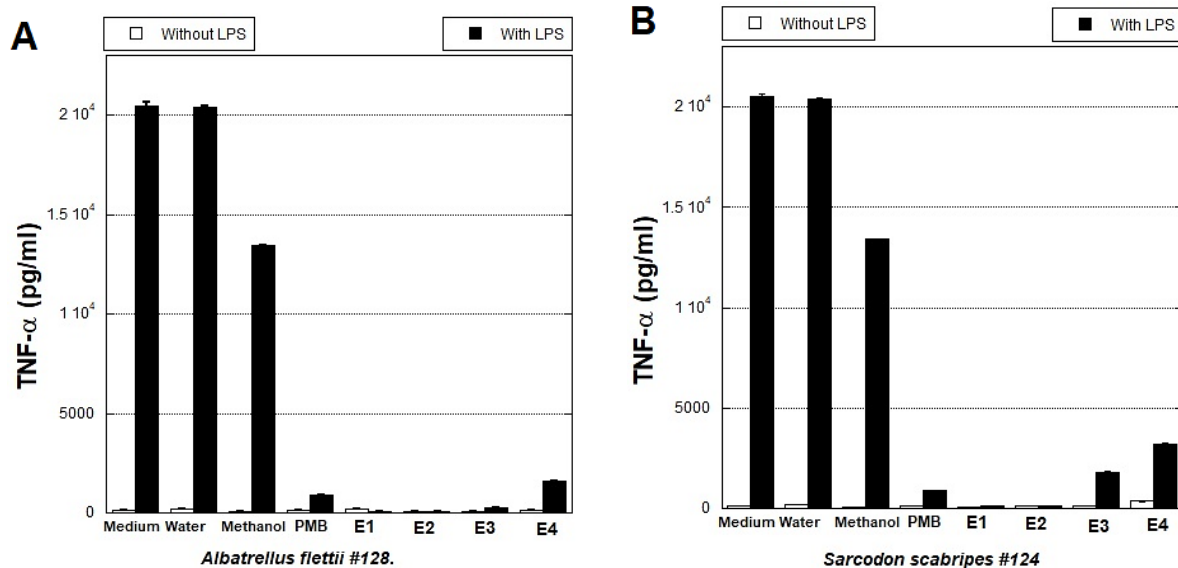 A
Without LPS
With LPS
2 10⁴
1.5 10⁴
1 10⁴
5000
0
TNF-α (pg/ml)
Medium Water Methanol PMB E1 E2 E3 E4
Albatrellus flettii #128.
B
Without LPS
With LPS
2 10⁴
1.5 10⁴
1 10⁴
5000
0
TNF-α (pg/ml)
Medium Water Methanol PMB E1 E2 E3 E4
Sarcodon scabripes #124